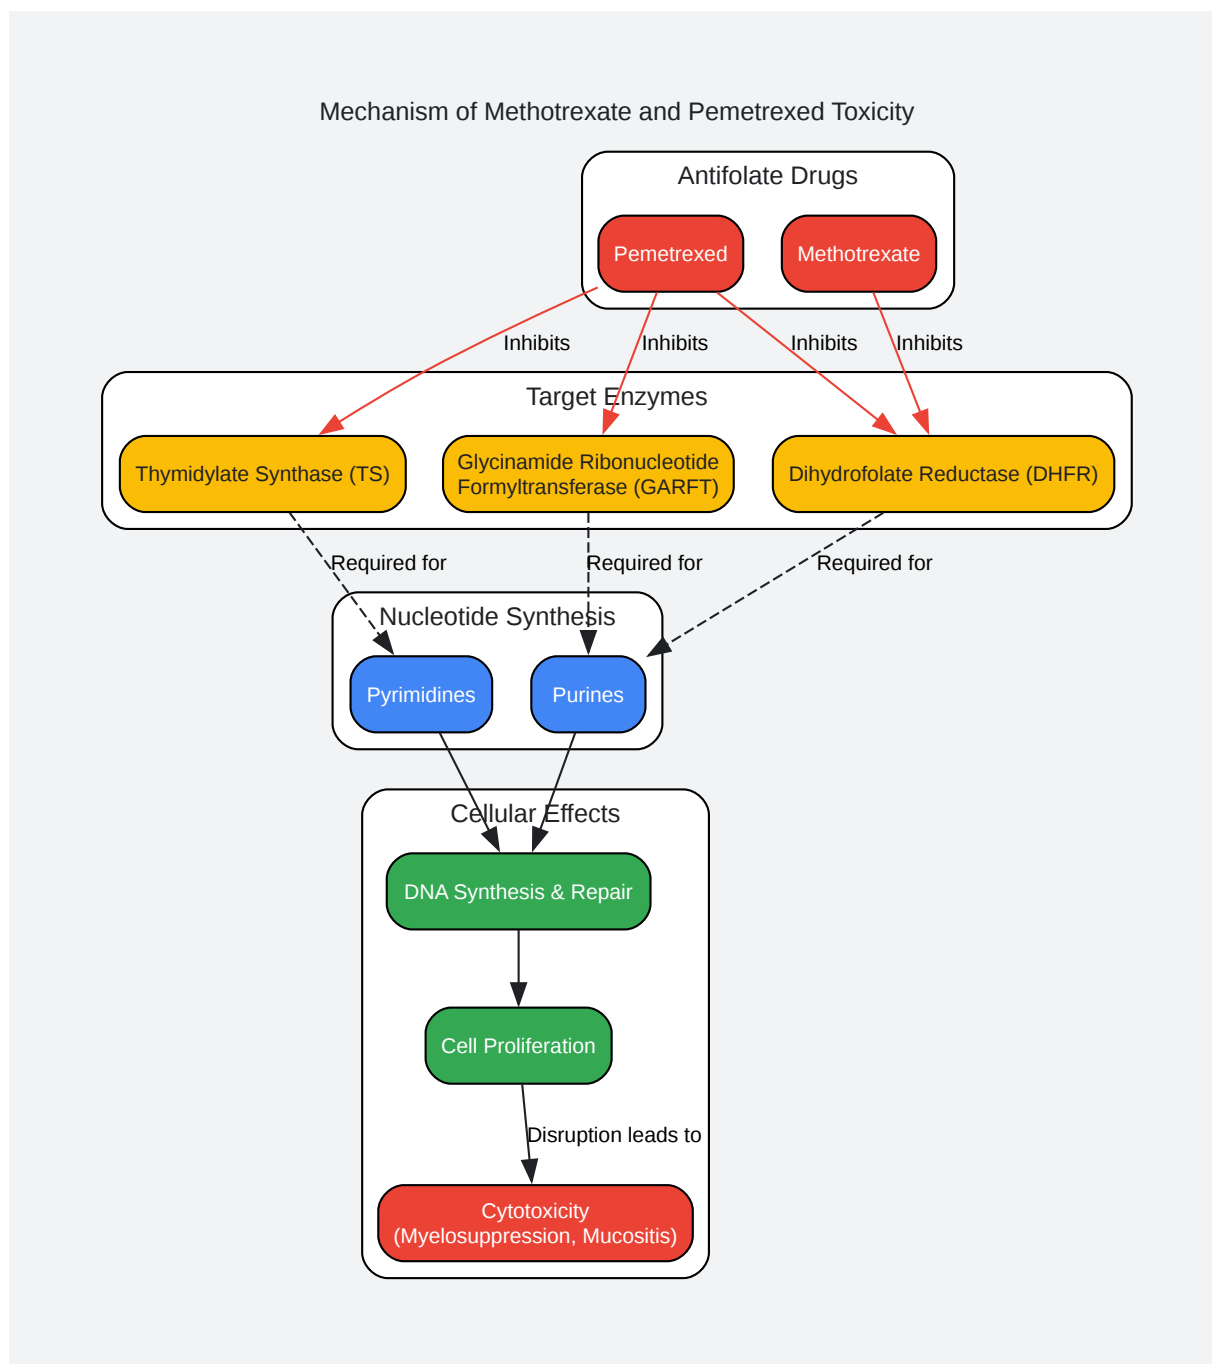 Mechanism of Methotrexate and Pemetrexed Toxicity
Antifolate Drugs
Pemetrexed
Methotrexate
Inhibits
Inhibits
Inhibits
Inhibits
Target Enzymes
Thymidylate Synthase (TS)
Glycinamide Ribonucleotide
Formyltransferase (GARFT)
Dihydrofolate Reductase (DHFR)
Required for
Required for
Required for
Nucleotide Synthesis
Pyrimidines
Purines
Cellular Effects
DNA Synthesis & Repair
Cell Proliferation
Disruption leads to
Cytotoxicity
(Myelosuppression, Mucositis)